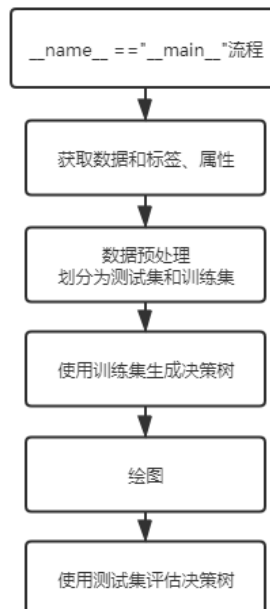 __name__ =="__main__"流程
获取数据和标签、属性
数据预处理
划分为测试集和训练集
使用训练集生成决策树
绘图
使用测试集评估决策树